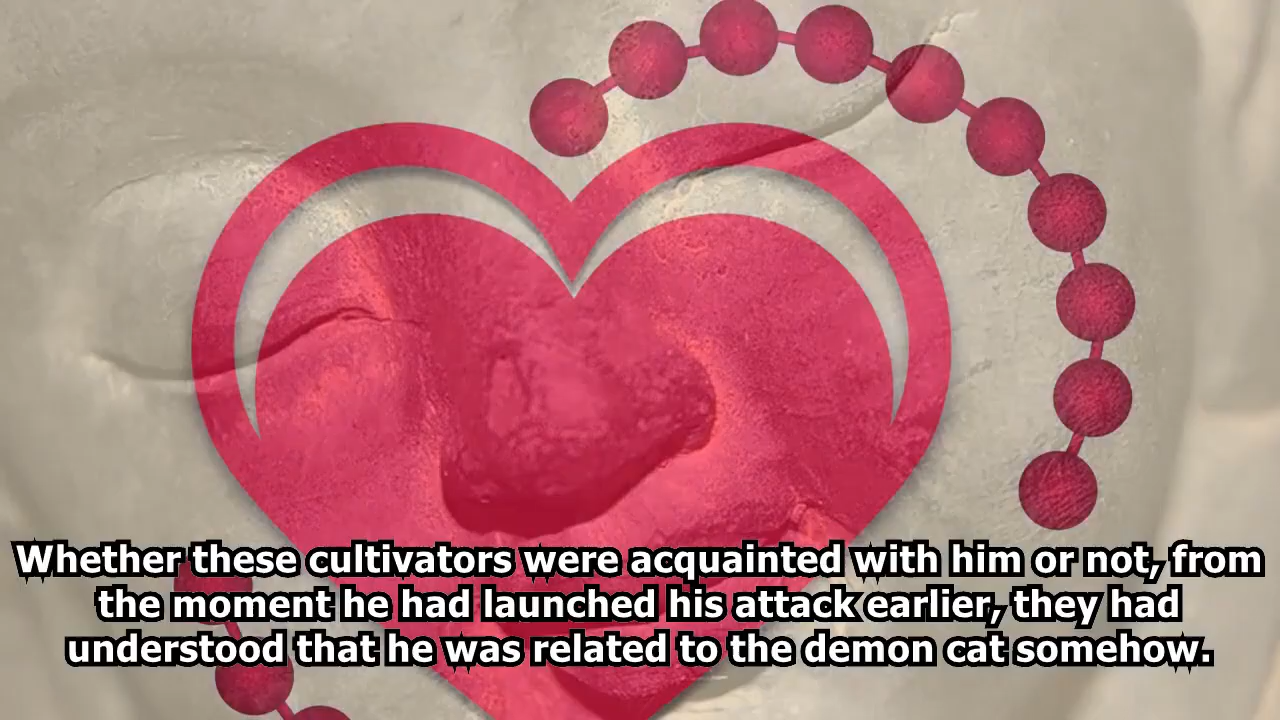 Whether these cultivators were acquainted with him or not, from
the moment he had launched his attack earlier, they had
understood that he was related to the demon cat somehow.